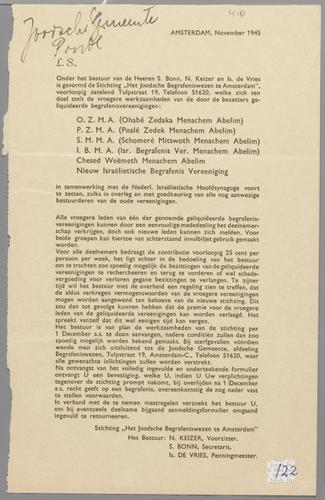 Joodsche Gemeente
410
AMSTERDAM, November 1945
L.S.
Onder het bestuur van de Heeren S. Bonn, N. Keizer en Is. de Vries
is gevormd de Stichting „Het Joodsche Begrafeniswezen te Amsterdam”,
voorloopig zetelend Tulpstraat 19, Telefoon 51620, welke zich ten
doel stelt de vroegere werkzaamheden van de door de bezetters ge-
liquideerde begrafenisvereenigingen:
O. Z. M. A. (Ohabé Zedaka Menachem Abelim)
P. Z. M. A. (Poalé Zedek Menachem Abelim)
S. M. M. A. (Schomeré Mitswoth Menachem Abelim)
I. B. M. A. (Isr. Begrafenis Ver. Menachem Abelim)
Chesed Weëmeth Menachem Abelim
Nieuw Israëlietische Begrafenis Vereeniging
in samenwerking met de Nederl. Israëlietische Hoofdsynagoge voort
te zetten, zulks in overleg en met goedkeuring van alle nog aanwezige
bestuurderen van de oude vereenigingen.
Alle vroegere leden van één der genoemde geliquideerde begrafenis-
vereenigingen kunnen door een eenvoudige mededeeling het deelnemer-
schap verkrijgen, doch ook nieuwe leden kunnen zich melden. Voor
beide groepen kan hiertoe van achterstaand invulbiljet gebruik gemaakt
worden.
Voor alle deelnemers bedraagt de contributie voorloopig 25 cent per
persoon per week, het ligt echter in de bedoeling van het bestuur
om te trachten zoo spoedig mogelijk de bezittingen van de geliquideerde
vereenigingen te rechercheeren en terug te vorderen of wel schade-
vergoeding voor verloren gegane bezittingen te verkrijgen. Te zijner
tijd wil het bestuur met de overheid een regeling zien te treffen, dat
de aldus verkregen vermogenswaarden van de vroegere vereenigingen
mogen worden aangewend ten behoeve van de nieuwe stichting. Dit
zou dan tot gevolg kunnen hebben dat de premie voor de vroegere
leden van de geliquideerde vereenigingen kan worden verlaagd. Het
spreekt vanzelf dat dit wel eenigen tijd kan vergen.
Het bestuur is van plan de werkzaamheden van de stichting per
1 December a.s. te doen aanvangen, nadere condities zullen dan zoo
spoedig mogelijk worden bekend gemaakt. Bij sterfgevallen vóórdien
wende men zich uitsluitend tot de Joodsche Gemeente, afdeeling
Begrafeniswezen, Tulpstraat 19, Amsterdam-C., Telefoon 51620, waar
alle gewenschte inlichtingen zullen worden verstrekt.
Na ontvangst van het volledig ingevulde en onderteekende formulier
ontvangt U een bevestiging, welke U, indien U Uw verplichtingen
tegenover de stichting prompt nakomt, bij overlijden na 1 December
a.s. recht geeft op een begrafenis, overeenkomstig de nog nader vast
te stellen voorwaarden.
In verband met de te nemen maatregelen verzoekt het bestuur U,
om bij eventueele deelname bijgaand aanmeldingsformulier omgaand
ingevuld te retourneeren.
Stichting „Het Joodsche Begrafeniswezen te Amsterdam”
Het Bestuur: N. KEIZER, Voorzitter.
S. BONN, Secretaris.
Is. DE VRIES, Penningmeester.
722